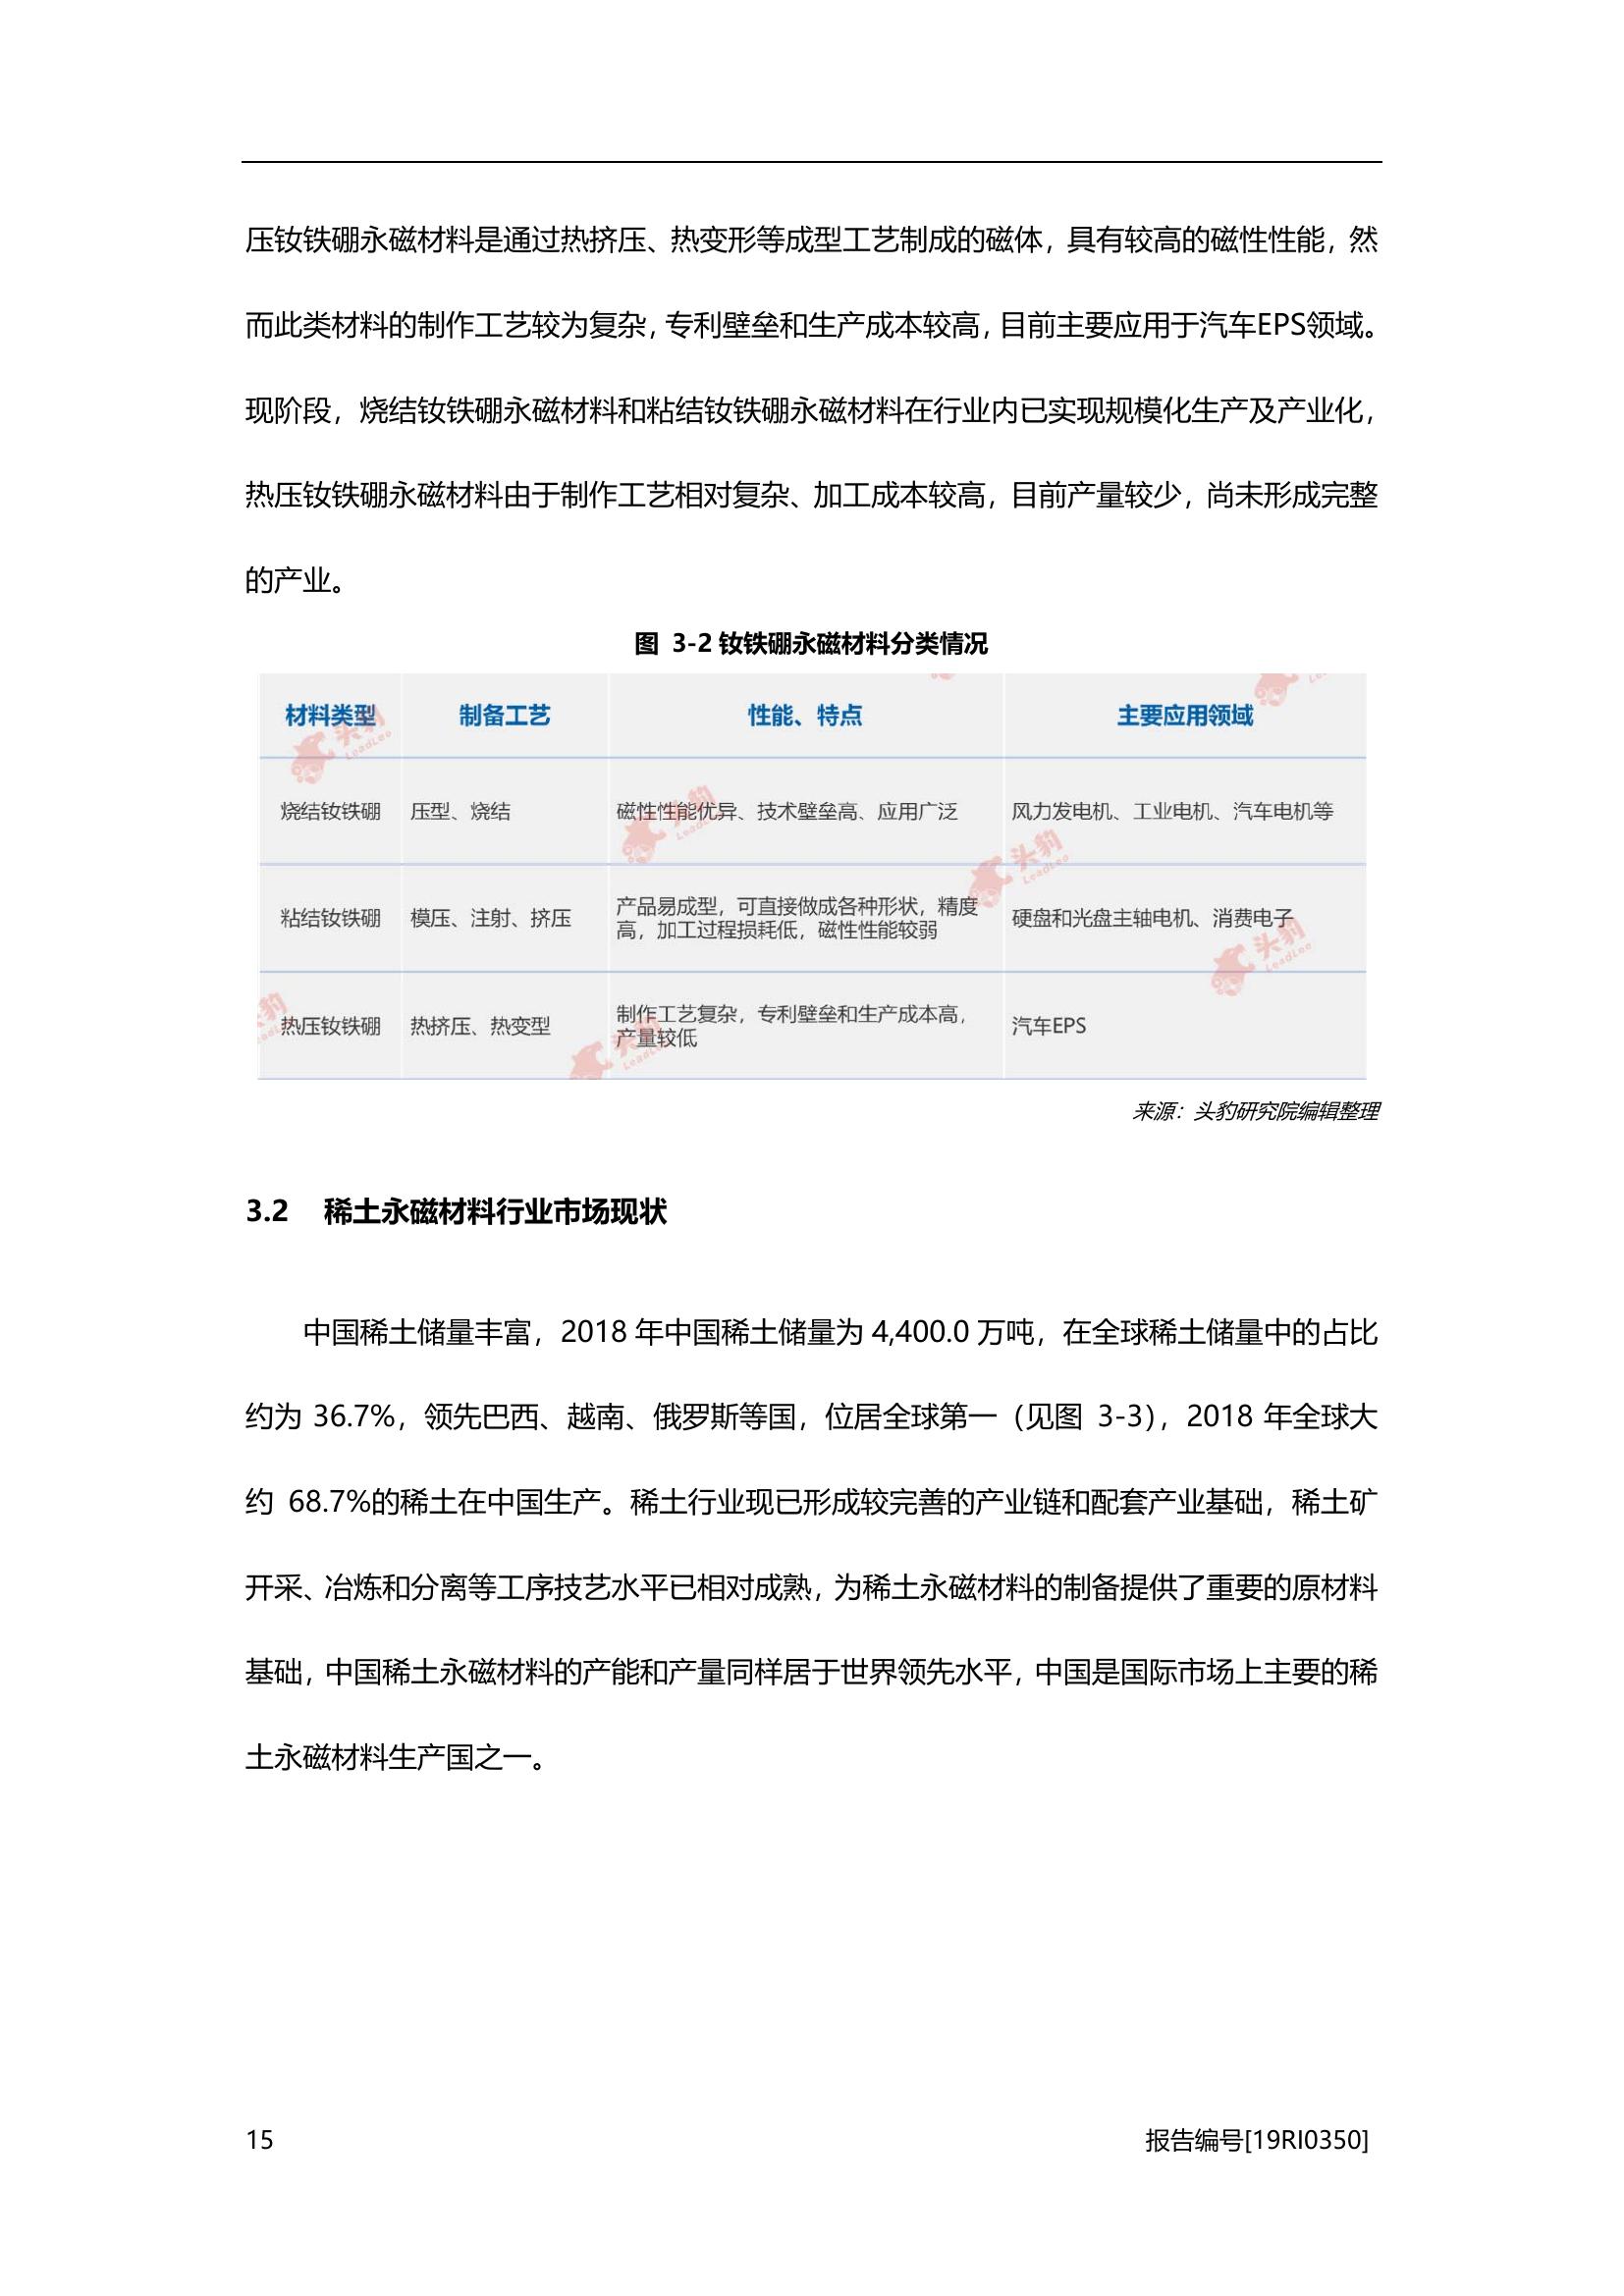 压钕铁硼永磁材料是通过热挤压、热变形等成型工艺制成的磁体，具有较高的磁性性能，然
而此类材料的制作工艺较为复杂，专利壁垒和生产成本较高，目前主要应用于汽车EPS领域。
现阶段，烧结钕铁硼永磁材料和粘结钕铁硼永磁材料在行业内已实现规模化生产及产业化，
热压钕铁硼永磁材料由于制作工艺相对复杂、加工成本较高，目前产量较少，尚未形成完整
的产业。
图 3-2 钕铁硼永磁材料分类情况
材料类型 制备工艺 性能、特点 主要应用领域
烧结钕铁硼 压型、烧结 磁性性能优异、技术壁垒高、应用广泛 风力发电机、工业电机、汽车电机等
粘结钕铁硼 模压、注射、挤压 产品易成型，可直接做成各种形状，精度
高，加工过程损耗低，磁性性能较弱 硬盘和光盘主轴电机、消费电子
热压钕铁硼 热挤压、热变型 制作工艺复杂，专利壁垒和生产成本高，
产量较低 汽车EPS
头豹 LeadLeo
头豹 LeadLeo
头豹 LeadLeo
头豹 LeadLeo
来源：头豹研究院编辑整理
3.2 稀土永磁材料行业市场现状
中国稀土储量丰富，2018 年中国稀土储量为 4,400.0 万吨，在全球稀土储量中的占比
约为 36.7%，领先巴西、越南、俄罗斯等国，位居全球第一（见图 3-3），2018 年全球大
约 68.7%的稀土在中国生产。稀土行业现已形成较完善的产业链和配套产业基础，稀土矿
开采、冶炼和分离等工序技艺水平已相对成熟，为稀土永磁材料的制备提供了重要的原材料
基础，中国稀土永磁材料的产能和产量同样居于世界领先水平，中国是国际市场上主要的稀
土永磁材料生产国之一。
15 报告编号[19RI0350]